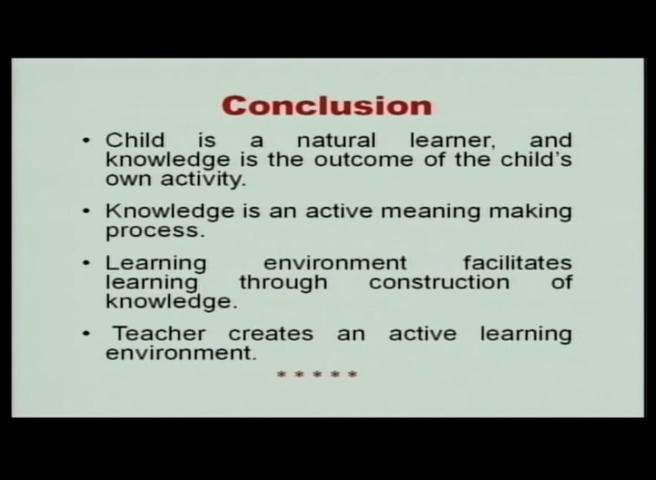 Conclusion
• Child is a natural learner, and
knowledge is the outcome of the child's
own activity.
• Knowledge is an active meaning making
process.
• Learning environment facilitates
learning through construction of
knowledge.
• Teacher creates an active learning
environment.
* * * * *